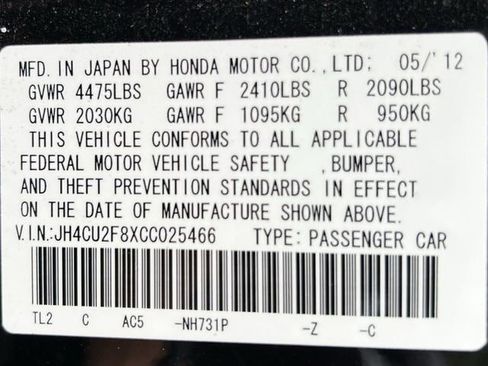 MFD. IN JAPAN BY HONDA MOTOR CO., LTD; 05/'12
GVWR 4475LBS GAWR F 2410LBS R 2090LBS
GVWR 2030KG GAWR F 1095KG R 950KG
THIS VEHICLE CONFORMS TO ALL APPLICABLE
FEDERAL MOTOR VEHICLE SAFETY , BUMPER,
AND THEFT PREVENTION STANDARDS IN EFFECT
ON THE DATE OF MANUFACTURE SHOWN ABOVE.
V.I.N.:JH4CU2F8XCC025466 TYPE: PASSENGER CAR
TL2 C AC5 -NH731P -Z -C